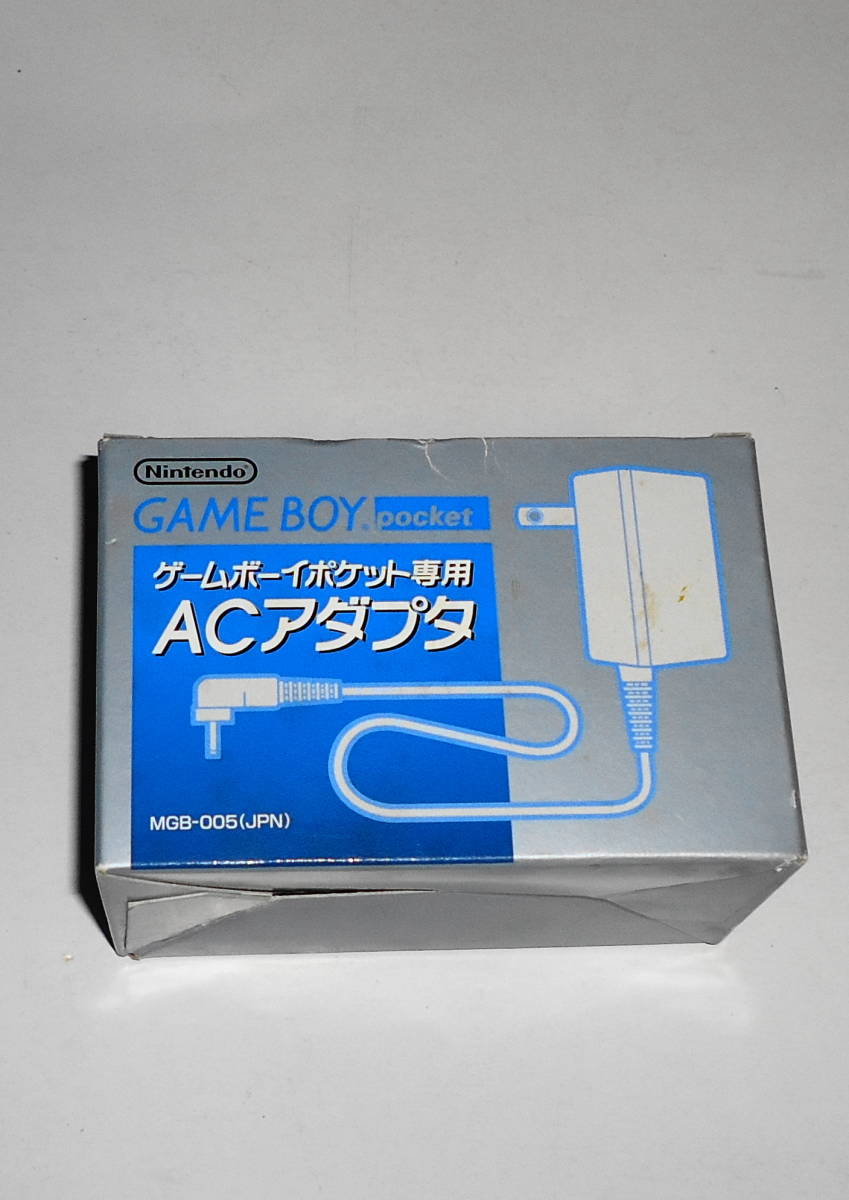 Nintendo®
GAME BOY® pocket
ゲームボーイポケット専用
ACアダプタ
MGB-005(JPN)